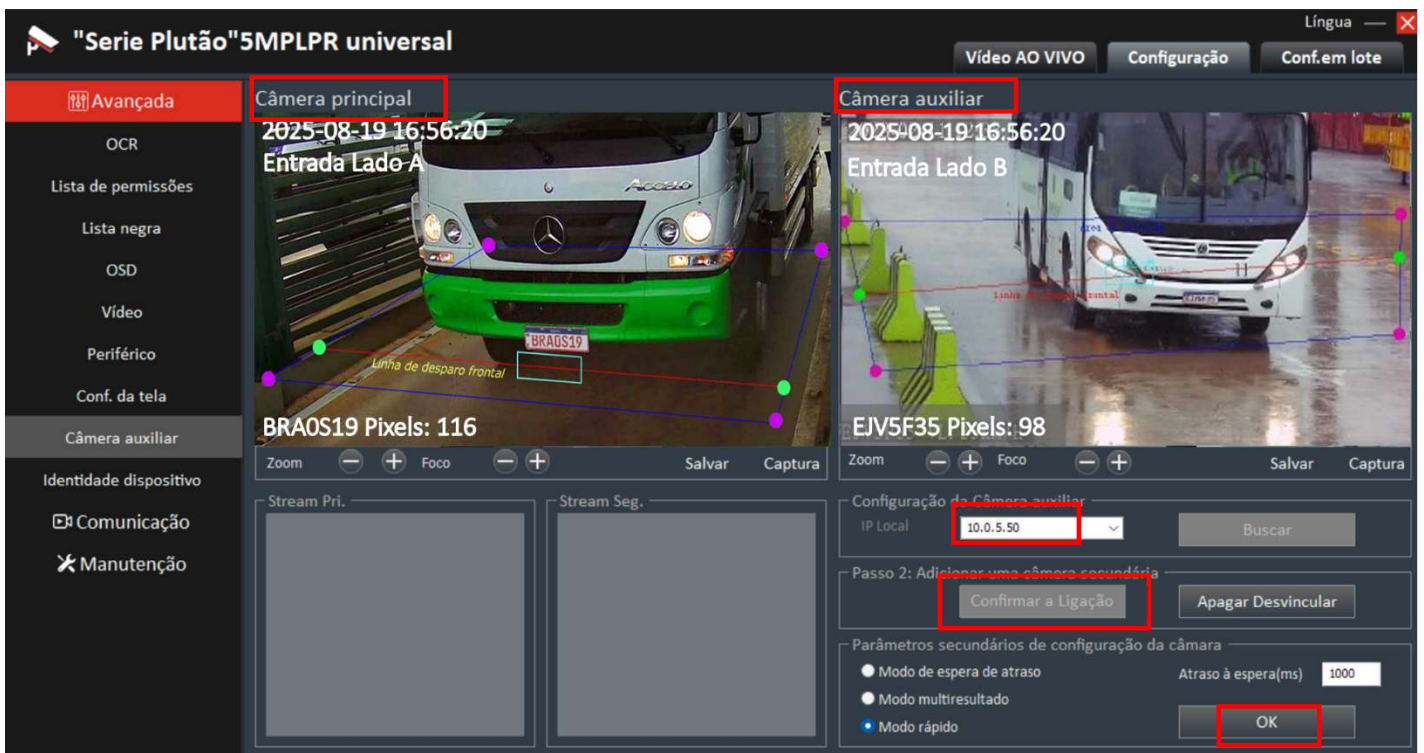 "Serie Plutão"5MPLPR universal
Língua
Vídeo AO VIVO
Configuração
Conf.em lote
Avançada
OCR
Lista de permissões
Lista negra
OSD
Vídeo
Periférico
Conf. da tela
Câmera auxiliar
Identidade dispositivo
Comunicação
Manutenção
Câmera principal
2025-08-19 16:56:20
Entrada Lado A
ACCELO
BRA0S19
Linha de desparo frontal
BRA0S19 Pixels: 116
Zoom
Foco
Salvar
Captura
Câmera auxiliar
2025-08-19 16:56:20
Entrada Lado B
EJV5F35 Pixels: 98
Zoom
Foco
Salvar
Captura
Stream Pri.
Stream Seg.
Configuração da Câmera auxiliar
IP Local
10.0.5.50
Buscar
Passo 2: Adicionar uma câmera secundária
Confirmar a Ligação
Apagar Desvincular
Parâmetros secundários de configuração da câmara
Modo de espera de atraso
Atraso à espera(ms)
1000
Modo multiresultado
Modo rápido
OK